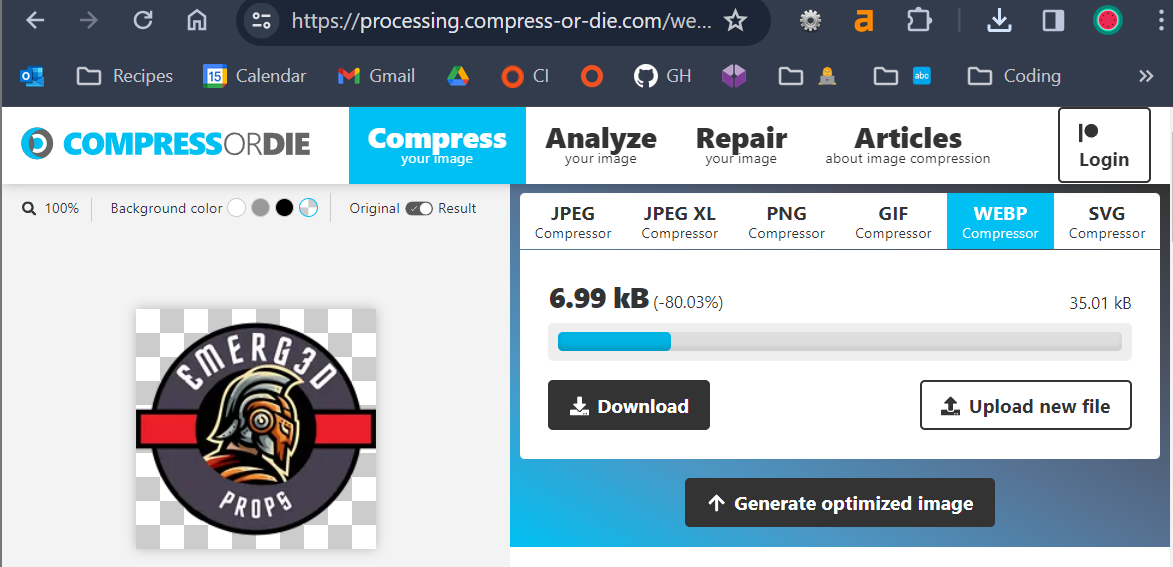 https://processing.compress-or-die.com/we...
a
Recipes
15
Calendar
Gmail
CI
GH
abc
Coding
»
COMPRESSORDIE
Compress
your image
Analyze
your image
Repair
your image
Articles
about image compression
Login
100%
Background color
Original
Result
JPEG
Compressor
JPEG XL
Compressor
PNG
Compressor
GIF
Compressor
WEBP
Compressor
SVG
Compressor
6.99 kB (-80.03%)
35.01 kB
Download
Upload new file
Generate optimized image
EMERG3D
PROPS